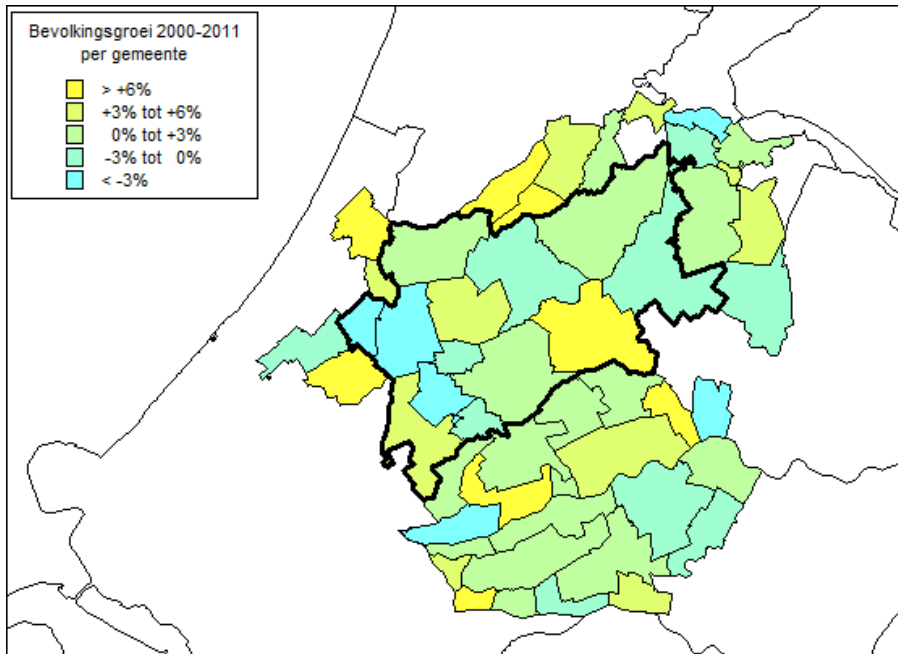 Bevolkingsgroei 2000-2011
per gemeente
> +6%
+3% tot +6%
0% tot +3%
-3% tot 0%
< -3%